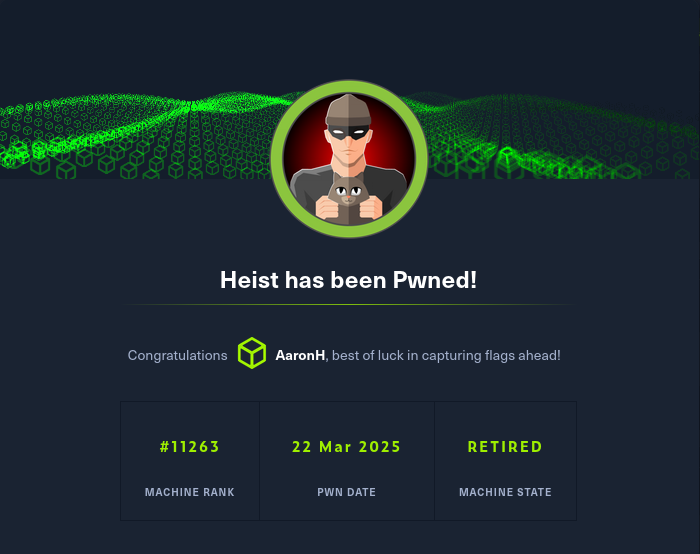 Heist has been Pwned!
Congratulations AaronH, best of luck in capturing flags ahead!
#11263 22 Mar 2025 RETIRED
MACHINE RANK PWN DATE MACHINE STATE